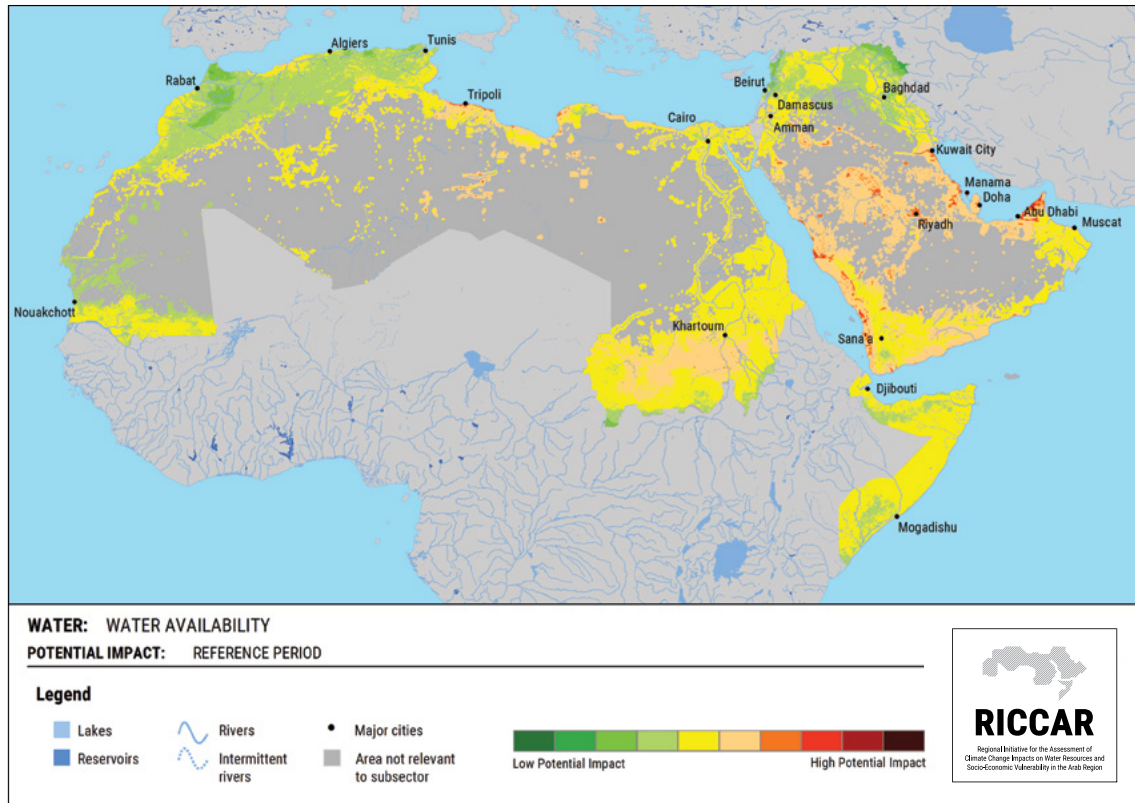 Algiers
Tunis
Rabat
Tripoli
Beirut
Baghdad
Damascus
Cairo
Amman
Kuwait City
Manama
Doha
Abu Dhabi
Riyadh
Muscat
Nouakchott
Khartoum
Sana'a
Djibouti
Mogadishu
WATER: WATER AVAILABILITY
POTENTIAL IMPACT: REFERENCE PERIOD
Legend
Lakes
Rivers
Major cities
Reservoirs
Intermittent
rivers
Area not relevant
to subsector
Low Potential Impact
High Potential Impact
RICCAR
Regional Initiative for the Assessment of
Climate Change Impacts on Water Resources and
Socio-Economic Vulnerability in the Arab Region